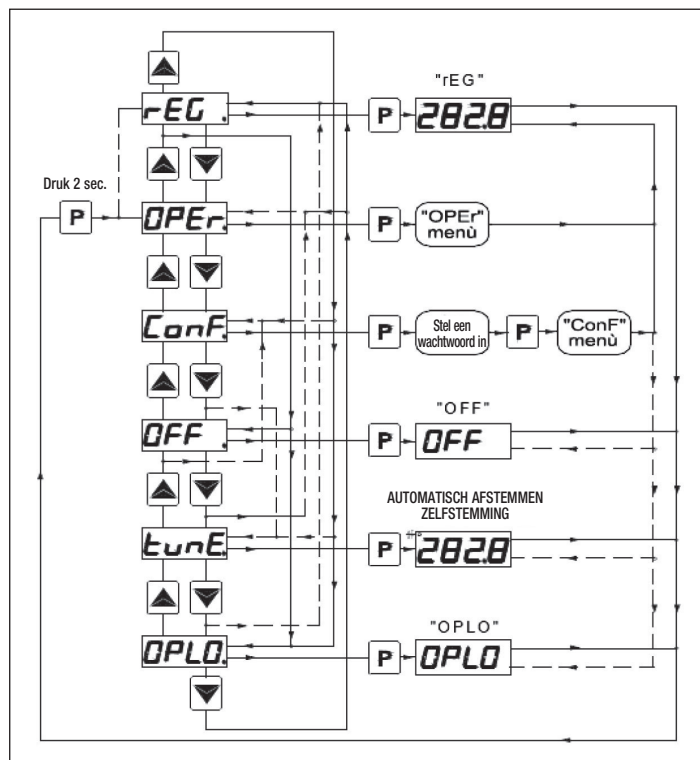 "rEG"
rEG .
P
282.8
Druk 2 sec.
P
OPEr.
P
"OPEr"
menù
ConF.
P
Stel een
wachtwoord in
P
"ConF"
menù
"OFF"
OFF .
P
OFF
AUTOMATISCH AFSTEMMEN
ZELFSTEMMING
tunE.
P
282.8
"OPLO"
OPLO.
P
OPLO